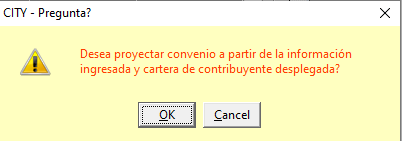 CITY - Pregunta?
Desea proyectar convenio a partir de la información
ingresada y cartera de contribuyente desplegada?
OK Cancel